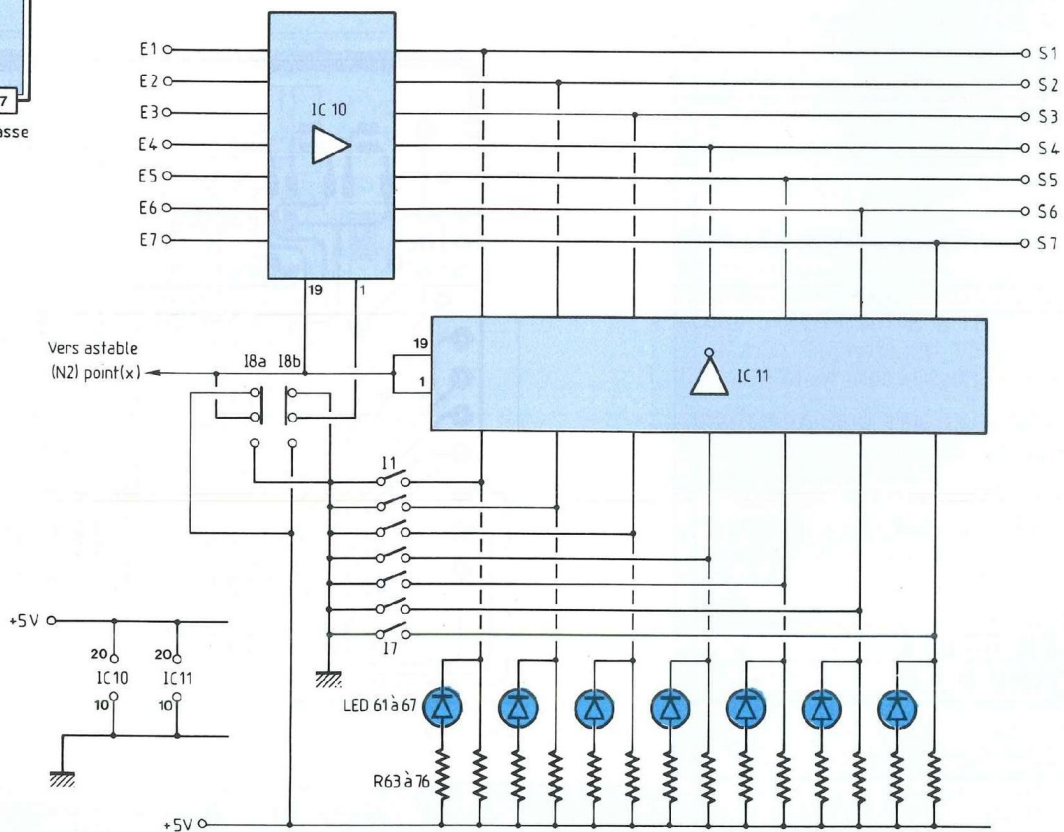 7
asse
E1
E2
E3
E4
E5
E6
E7
IC 10
S1
S2
S3
S4
S5
S6
S7
19
1
Vers astable
(N2) point(x)
I8a I8b
19
1
IC 11
I1
I7
+5V
20 20
IC10 IC11
10 10
LED 61 à 67
R63 à 76
+5V